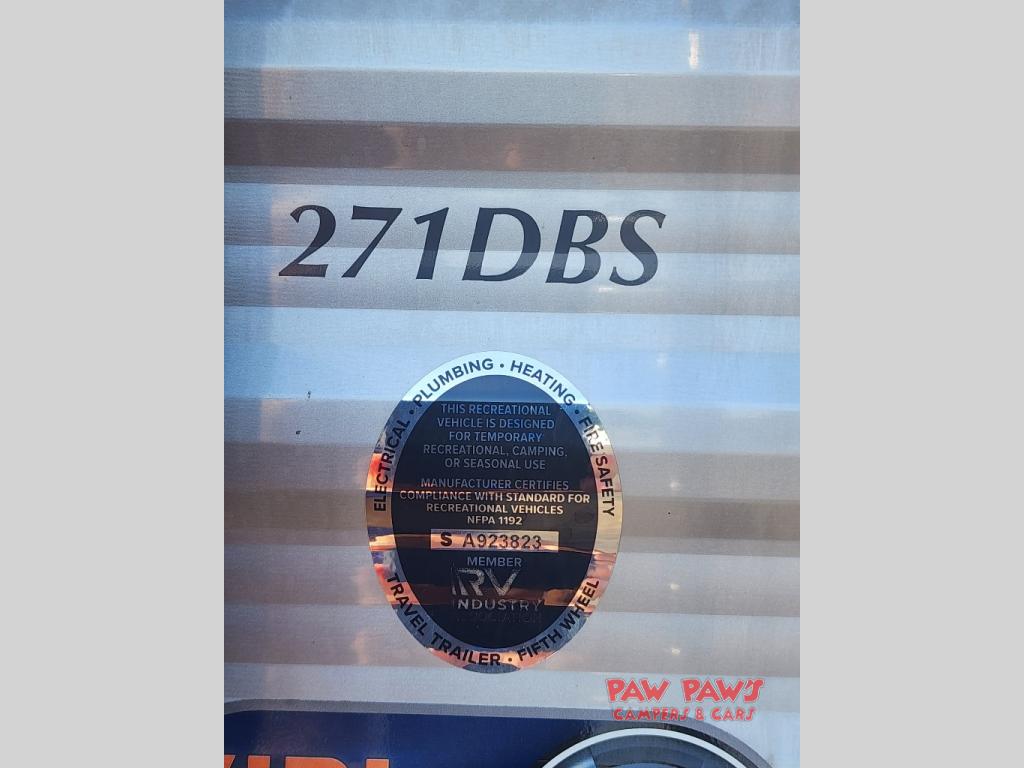 271DBS
ELECTRICAL • PLUMBING • HEATING • FIRE SAFETY
THIS RECREATIONAL
VEHICLE IS DESIGNED
FOR TEMPORARY
RECREATIONAL, CAMPING,
OR SEASONAL USE
MANUFACTURER CERTIFIES
COMPLIANCE WITH STANDARD FOR
RECREATIONAL VEHICLES
NFPA 1192
S A923823
MEMBER
RV
INDUSTRY
ASSOCIATION
TRAVEL TRAILER • FIFTH WHEEL
PAW PAW'S
CAMPERS & CARS